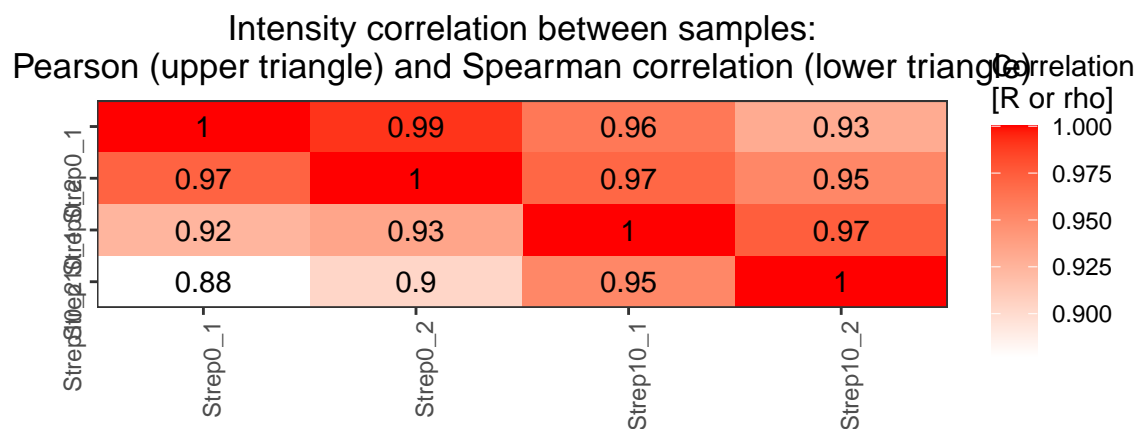 Intensity correlation between samples:
Pearson (upper triangle) and Spearman correlation (lower triangle)
Correlation
[R or rho]
1 0.99 0.96 0.93
0.97 1 0.97 0.95
0.92 0.93 1 0.97
0.88 0.9 0.95 1
Strep0_1
Strep0_2
Strep10_1
Strep10_2
Strep0_1
Strep0_2
Strep10_1
Strep10_2
1.000
0.975
0.950
0.925
0.900